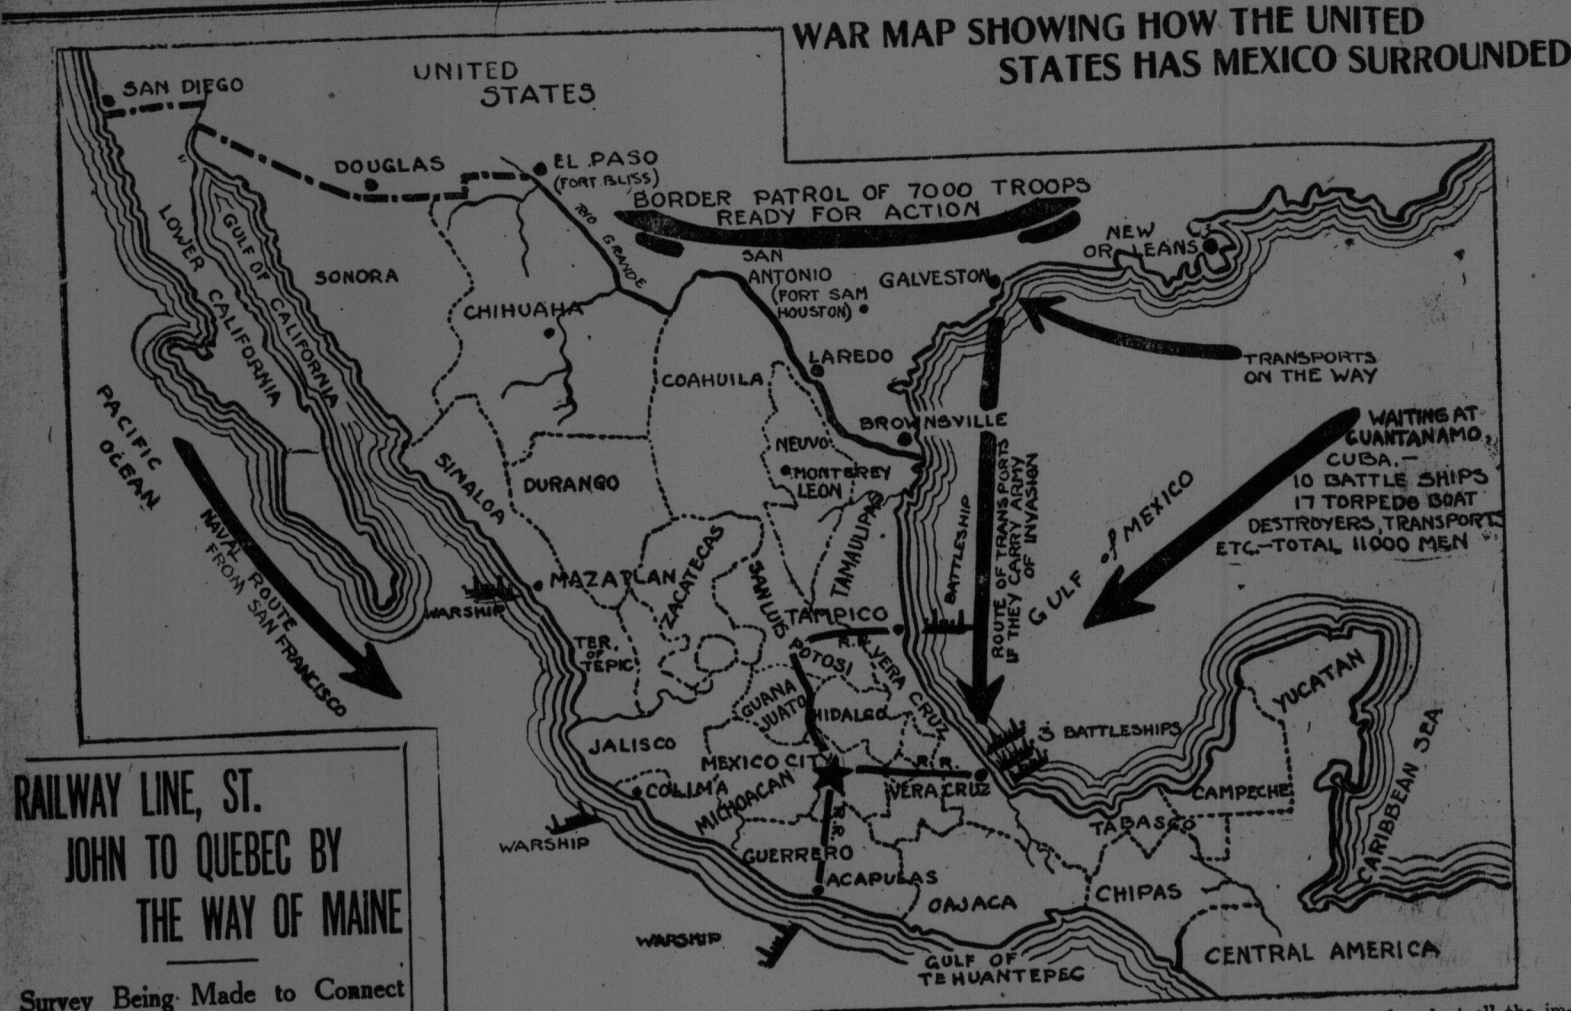 WAR MAP SHOWING HOW THE UNITED
STATES HAS MEXICO SURROUNDED
SAN DIEGO
UNITED
STATES
DOUGLAS
EL PASO
(FORT BLISS)
BORDER PATROL OF 7000 TROOPS
READY FOR ACTION
RIO GRANDE
LOWER CALIFORNIA
GULF OF CALIFORNIA
SONORA
CHIHUAHA
SAN
ANTONIO
(FORT SAM
HOUSTON)
GALVESTON
NEW
ORLEANS
TRANSPORTS
ON THE WAY
LAREDO
COAHUILA
BROWNSVILLE
WAITING AT
GUANTANAMO,
CUBA.—
10 BATTLE SHIPS
17 TORPEDO BOAT
DESTROYERS, TRANSPORTS
ETC.—TOTAL 11000 MEN
PACIFIC
OCEAN
NAVAL ROUTE
FROM SAN FRANCISCO
SINALOA
DURANGO
NEUVO
MONTEREY
LEON
TAMAULIPAS
BATTLESHIP
ROUTE OF TRANSPORTS
IF THEY CARRY ARMY
OF INVASION
GULF of MEXICO
MAZATLAN
WARSHIP
ZACATECAS
SAN LUIS
POTOSI
TAMPICO
R.R.
VERA CRUZ
TER.
OF
TEPIC
GUANA
JUATO
HIDALGO
3 BATTLESHIPS
YUCATAN
JALISCO
MEXICO CITY
R.R.
VERA CRUZ
COLIMA
MICHOACAN
R.R.
CAMPECHE
TABASCO
CARIBBEAN SEA
WARSHIP
GUERRERO
ACAPULAS
OAJACA
CHIPAS
WARSHIP
GULF OF
TEHUANTEPEC
CENTRAL AMERICA
RAILWAY LINE, ST.
JOHN TO QUEBEC BY
THE WAY OF MAINE
Survey Being Made to Connect